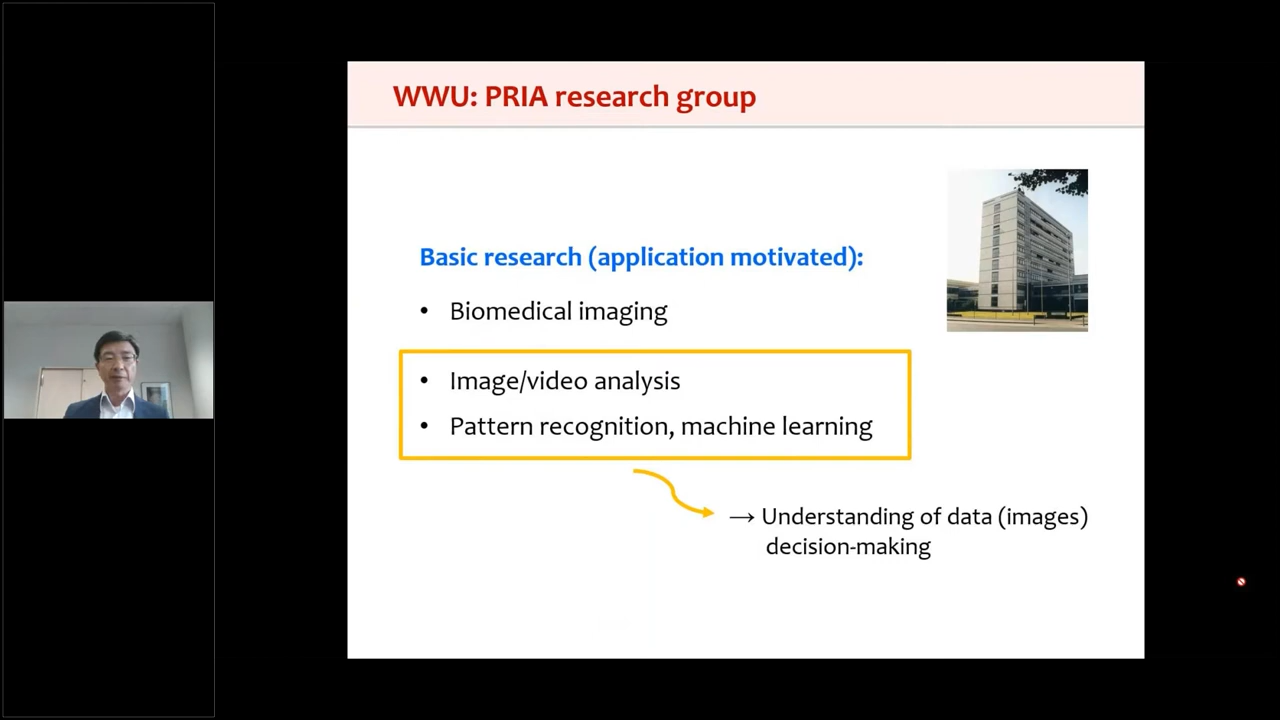 WWU: PRIA research group
Basic research (application motivated):
• Biomedical imaging
• Image/video analysis
• Pattern recognition, machine learning
→ Understanding of data (images)
decision-making